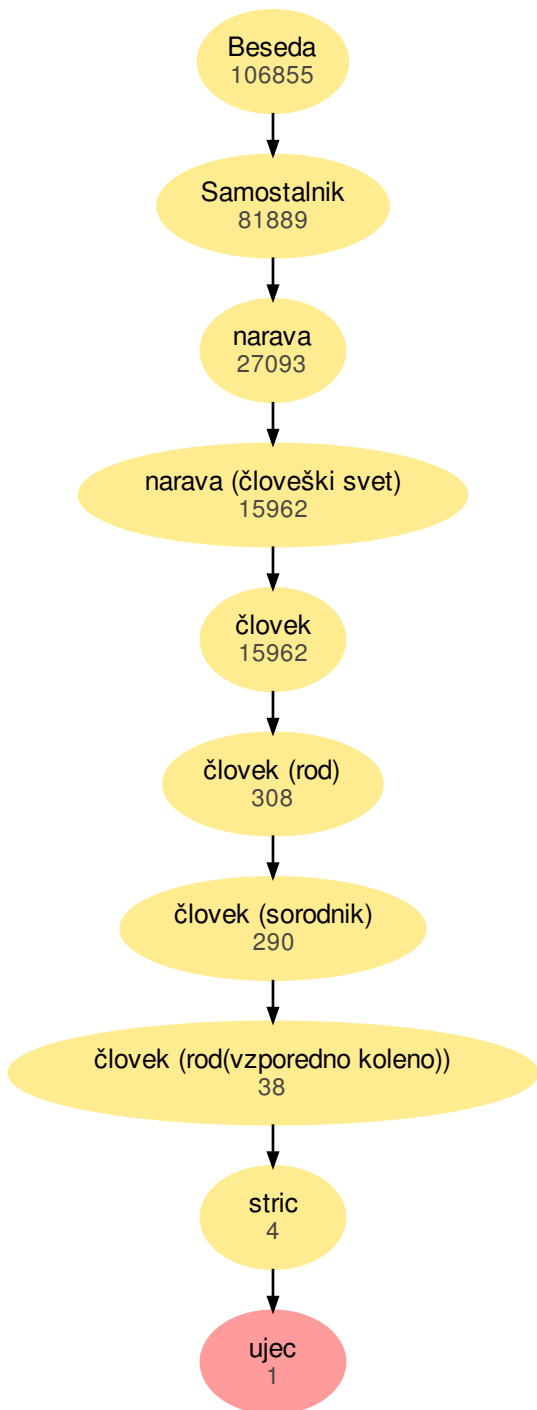 Beseda
106855
Samostalnik
81889
narava
27093
narava (človeški svet)
15962
človek
15962
človek (rod)
308
človek (sorodnik)
290
človek (rod(vzporedno koleno))
38
stric
4
ujec
1